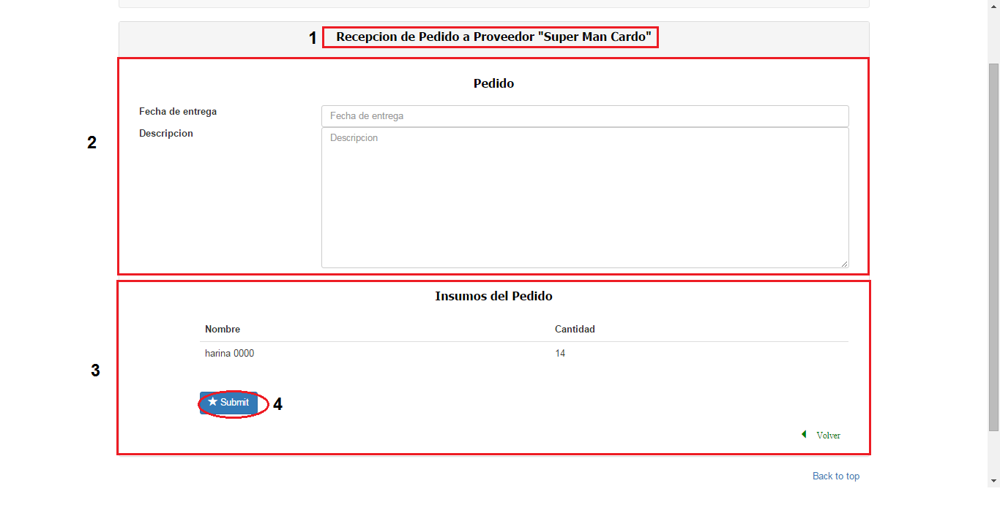 1 Recepcion de Pedido a Proveedor "Super Man Cardo"
Pedido
Fecha de entrega Fecha de entrega
Descripcion Descripcion
2
Insumos del Pedido
Nombre Cantidad
harina 0000 14
3
Submit 4
Volver
Back to top